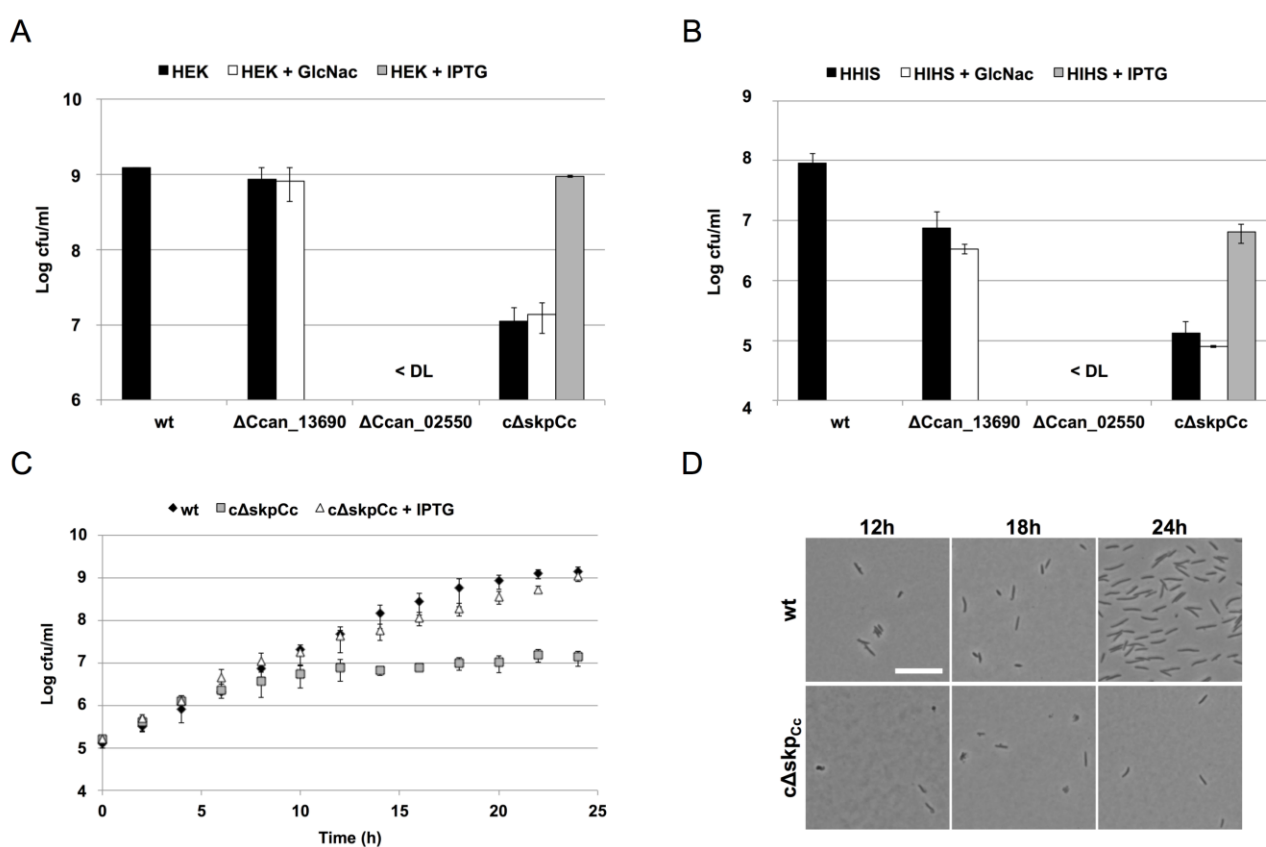 A
HEK HEK + GlcNac HEK + IPTG
10
9
8
7
6
Log cfu/ml
< DL
wt ΔCcan_13690 ΔCcan_02550 cΔskpCc
B
HHIS HIHS + GlcNac HIHS + IPTG
9
8
7
6
5
4
Log cfu/ml
< DL
wt ΔCcan_13690 ΔCcan_02550 cΔskpCc
C
wt cΔskpCc cΔskpCc + IPTG
10
9
8
7
6
5
4
Log cfu/ml
0 5 10 15 20 25
Time (h)
D
12h 18h 24h
wt
cΔskpCc